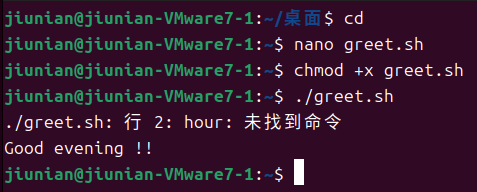 jiunian@jiunian-VMware7-1:~/桌面$ cd
jiunian@jiunian-VMware7-1:~$ nano greet.sh
jiunian@jiunian-VMware7-1:~$ chmod +x greet.sh
jiunian@jiunian-VMware7-1:~$ ./greet.sh
./greet.sh: 行 2: hour: 未找到命令
Good evening !!
jiunian@jiunian-VMware7-1:~$